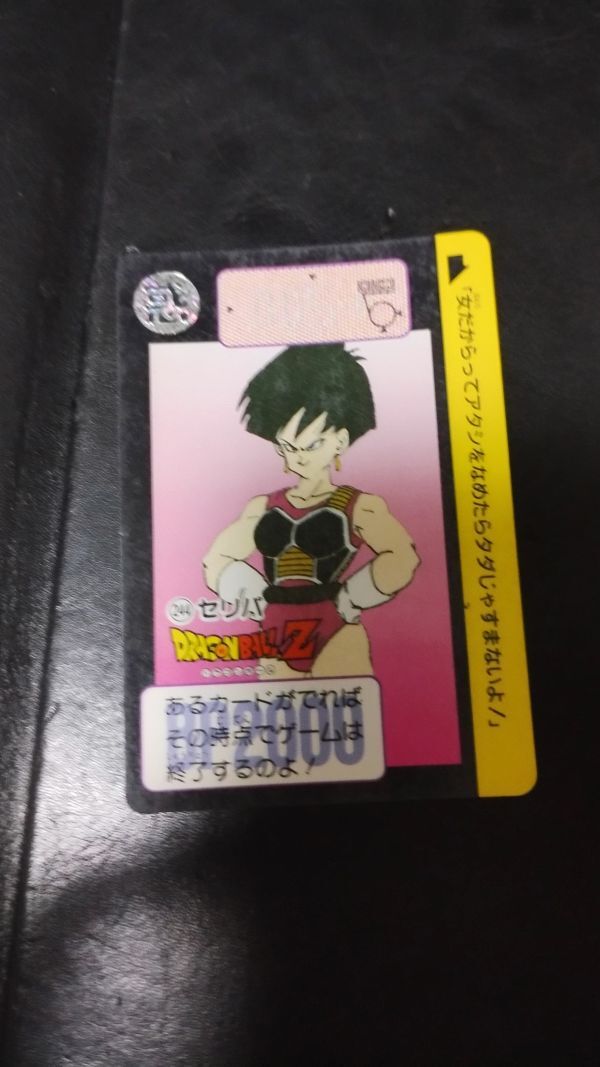 「女だからってアタシをなめたらタダじゃすまないよ！」
244 セリパ
DRAGON BALL Z
あるカードがでれば
その時点でゲームは
終了するのよ！
2000